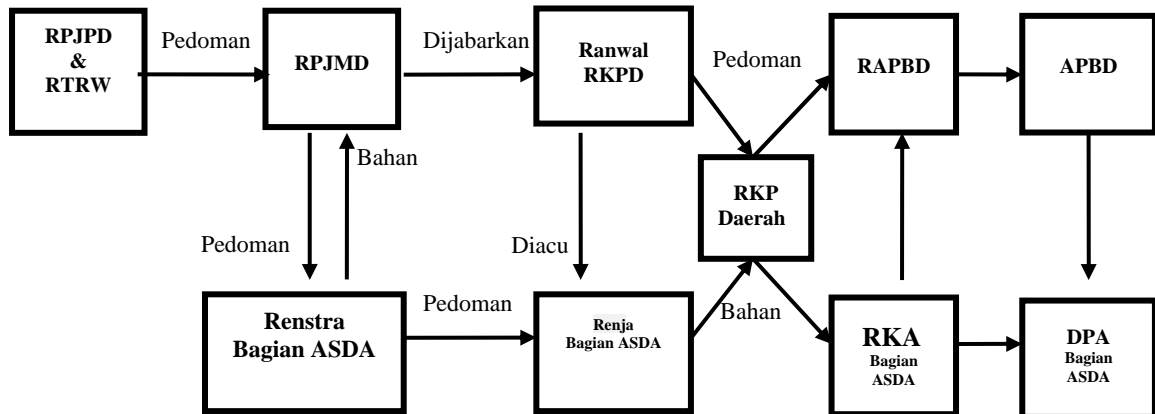 RPJPD
&
RTRW
Pedoman
RPJMD
Dijabarkan
Ranwal
RKPD
Pedoman
RAPBD
APBD
Bahan
RKP
Daerah
Pedoman
Diacu
Renstra
Bagian ASDA
Pedoman
Renja
Bagian ASDA
Bahan
RKA
Bagian
ASDA
DPA
Bagian
ASDA